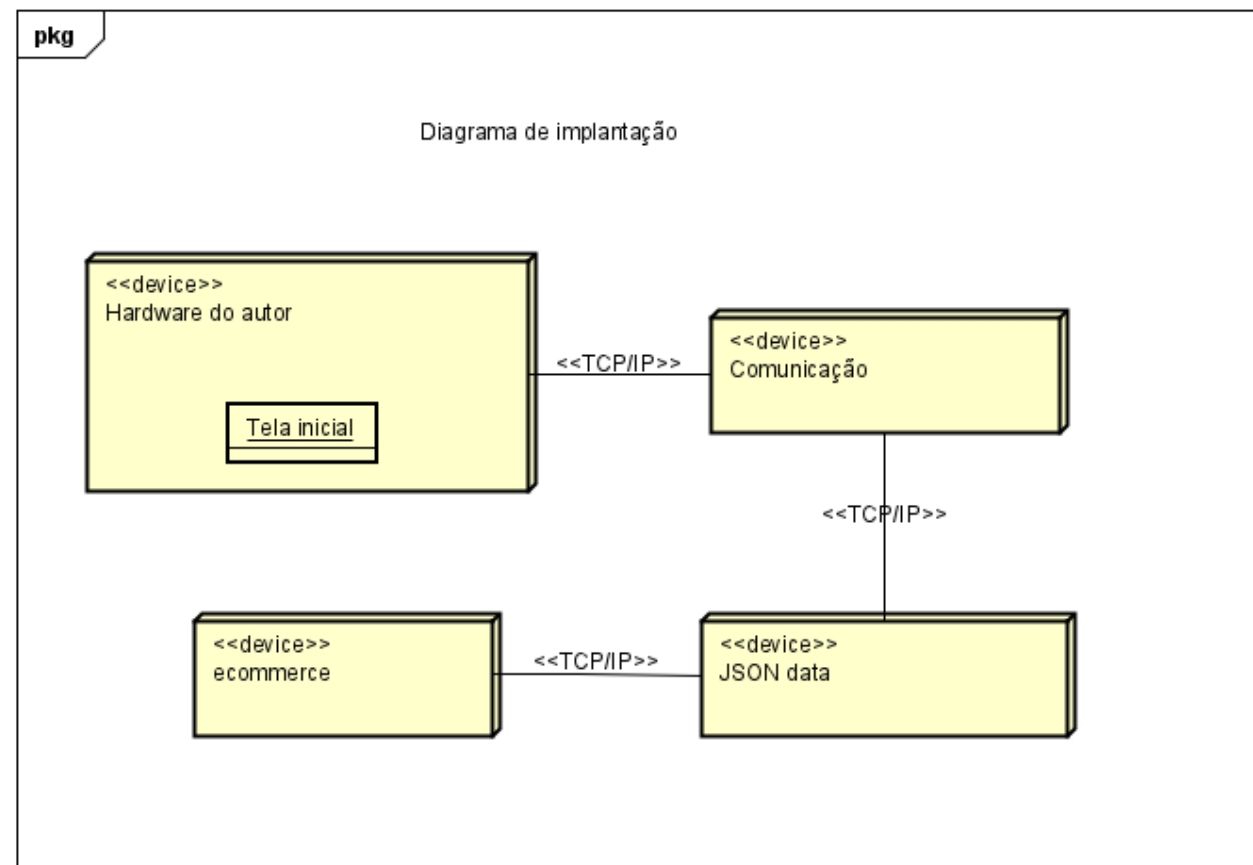 pkg
Diagrama de implantação
<<device>>
Hardware do autor
Tela inicial
<<TCP/IP>>
<<device>>
Comunicação
<<TCP/IP>>
<<device>>
ecommerce
<<TCP/IP>>
<<device>>
JSON data